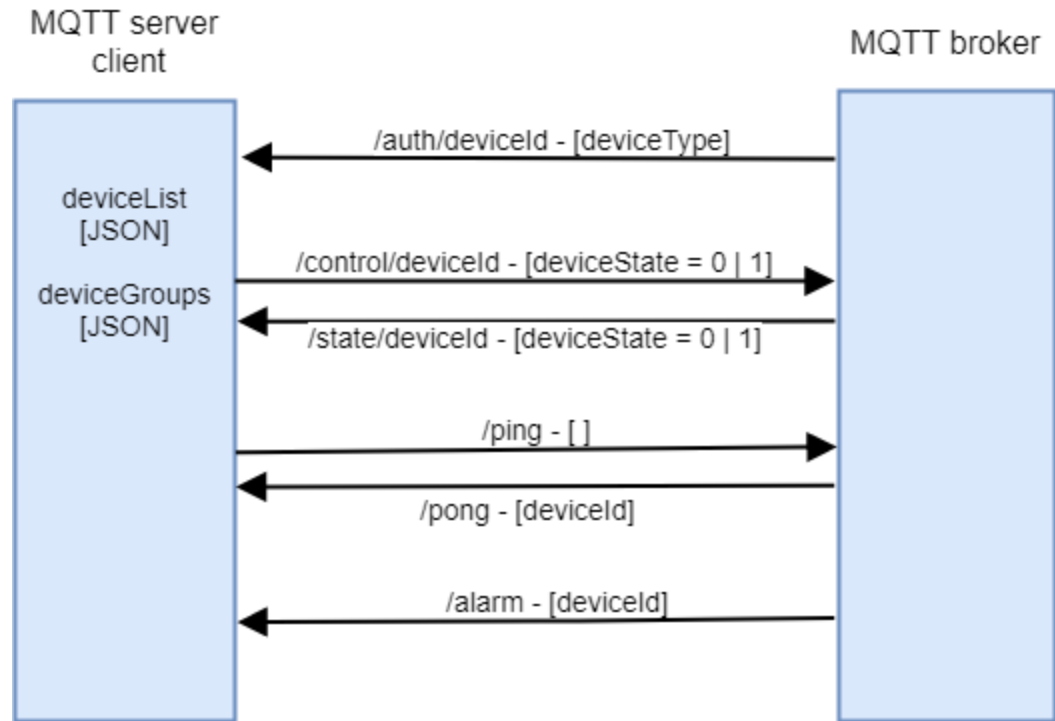 MQTT server
client
MQTT broker
/auth/deviceId - [deviceType]
deviceList
[JSON]
/control/deviceId - [deviceState = 0 | 1]
deviceGroups
[JSON]
/state/deviceId - [deviceState = 0 | 1]
/ping - [ ]
/pong - [deviceId]
/alarm - [deviceId]